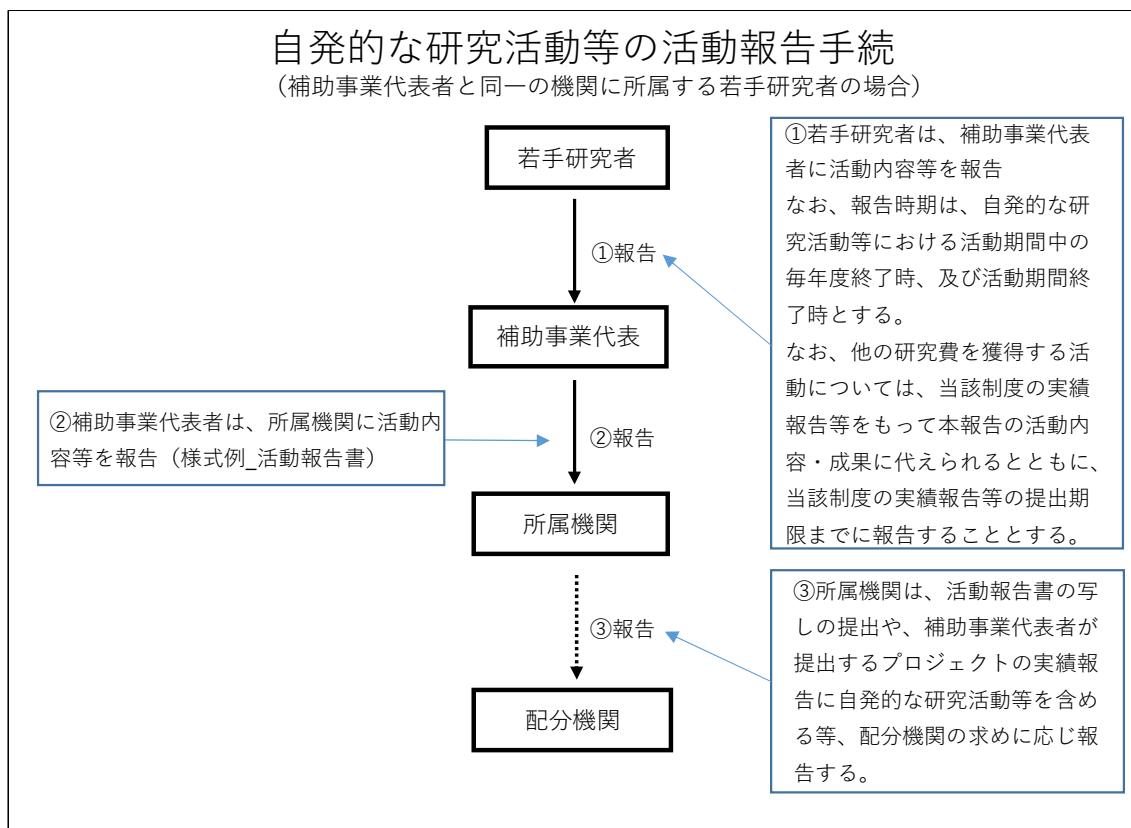 自発的な研究活動等の活動報告手続
（補助事業代表者と同一の機関に所属する若手研究者の場合）
若手研究者
①報告
①若手研究者は、補助事業代表
者に活動内容等を報告
なお、報告時期は、自発的な研
究活動等における活動期間中の
毎年度終了時、及び活動期間終
了時とする。
なお、他の研究費を獲得する活
動については、当該制度の実績
報告等をもって本報告の活動内
容・成果に代えられるとともに、
当該制度の実績報告等の提出期
限までに報告することとする。
補助事業代表
②補助事業代表者は、所属機関に活動内
容等を報告（様式例_活動報告書）
②報告
所属機関
③報告
③所属機関は、活動報告書の写
しの提出や、補助事業代表者が
提出するプロジェクトの実績報
告に自発的な研究活動等を含め
る等、配分機関の求めに応じ報
告する。
配分機関